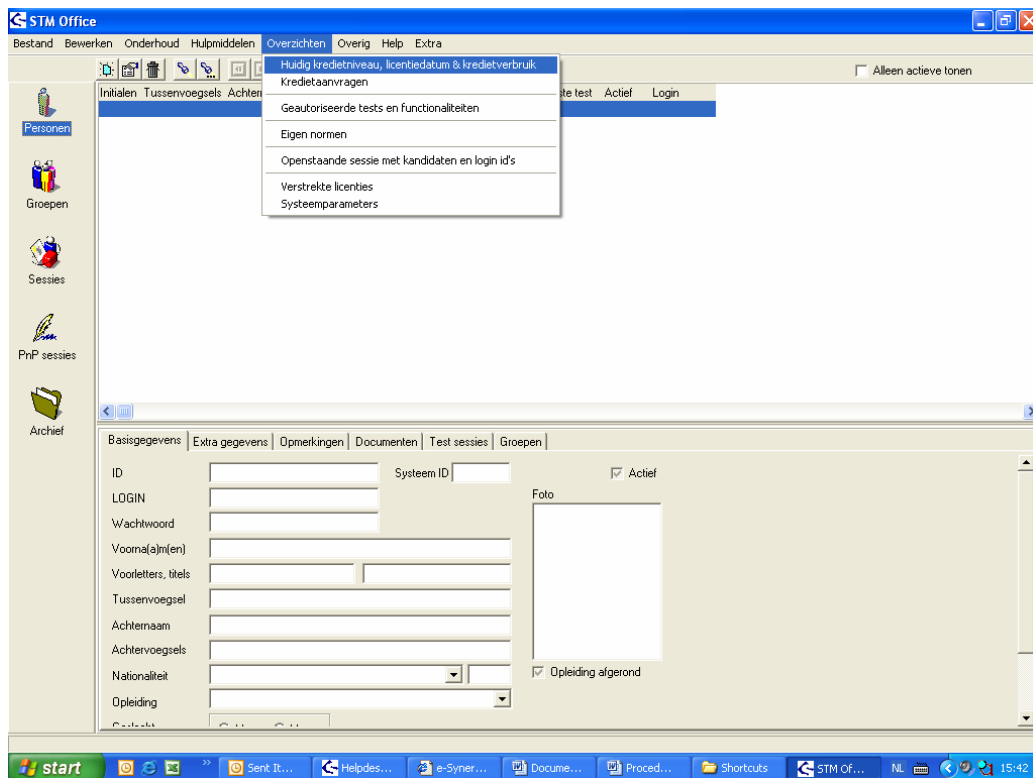 STM Office
Bestand Bewerken Onderhoud Hulpmiddelen Overzichten Overig Help Extra
Alleen actieve tonen
Huidig kredietniveau, licentiedatum & kredietverbruik
Kredietaanvragen
Geautoriseerde tests en functionaliteiten
Eigen normen
Openstaande sessie met kandidaten en login id's
Verstrekte licenties
Systeemparameters
Initialen Tussenvoegsels Achter
te test Actief Login
Personen
Groepen
Sessies
PnP sessies
Archief
Basisgegevens Extra gegevens Opmerkingen Documenten Test sessies Groepen
ID Systeem ID Actief
LOGIN Foto
Wachtwoord
Voorna(a)m(en)
Voorletters, titels
Tussenvoegsel
Achternaam
Achtervoegsels
Nationaliteit Opleiding afgerond
Opleiding
start Sent It... Helpdes... e-Syner... Docume... Proced... Shortcuts STM Of... NL 15:42